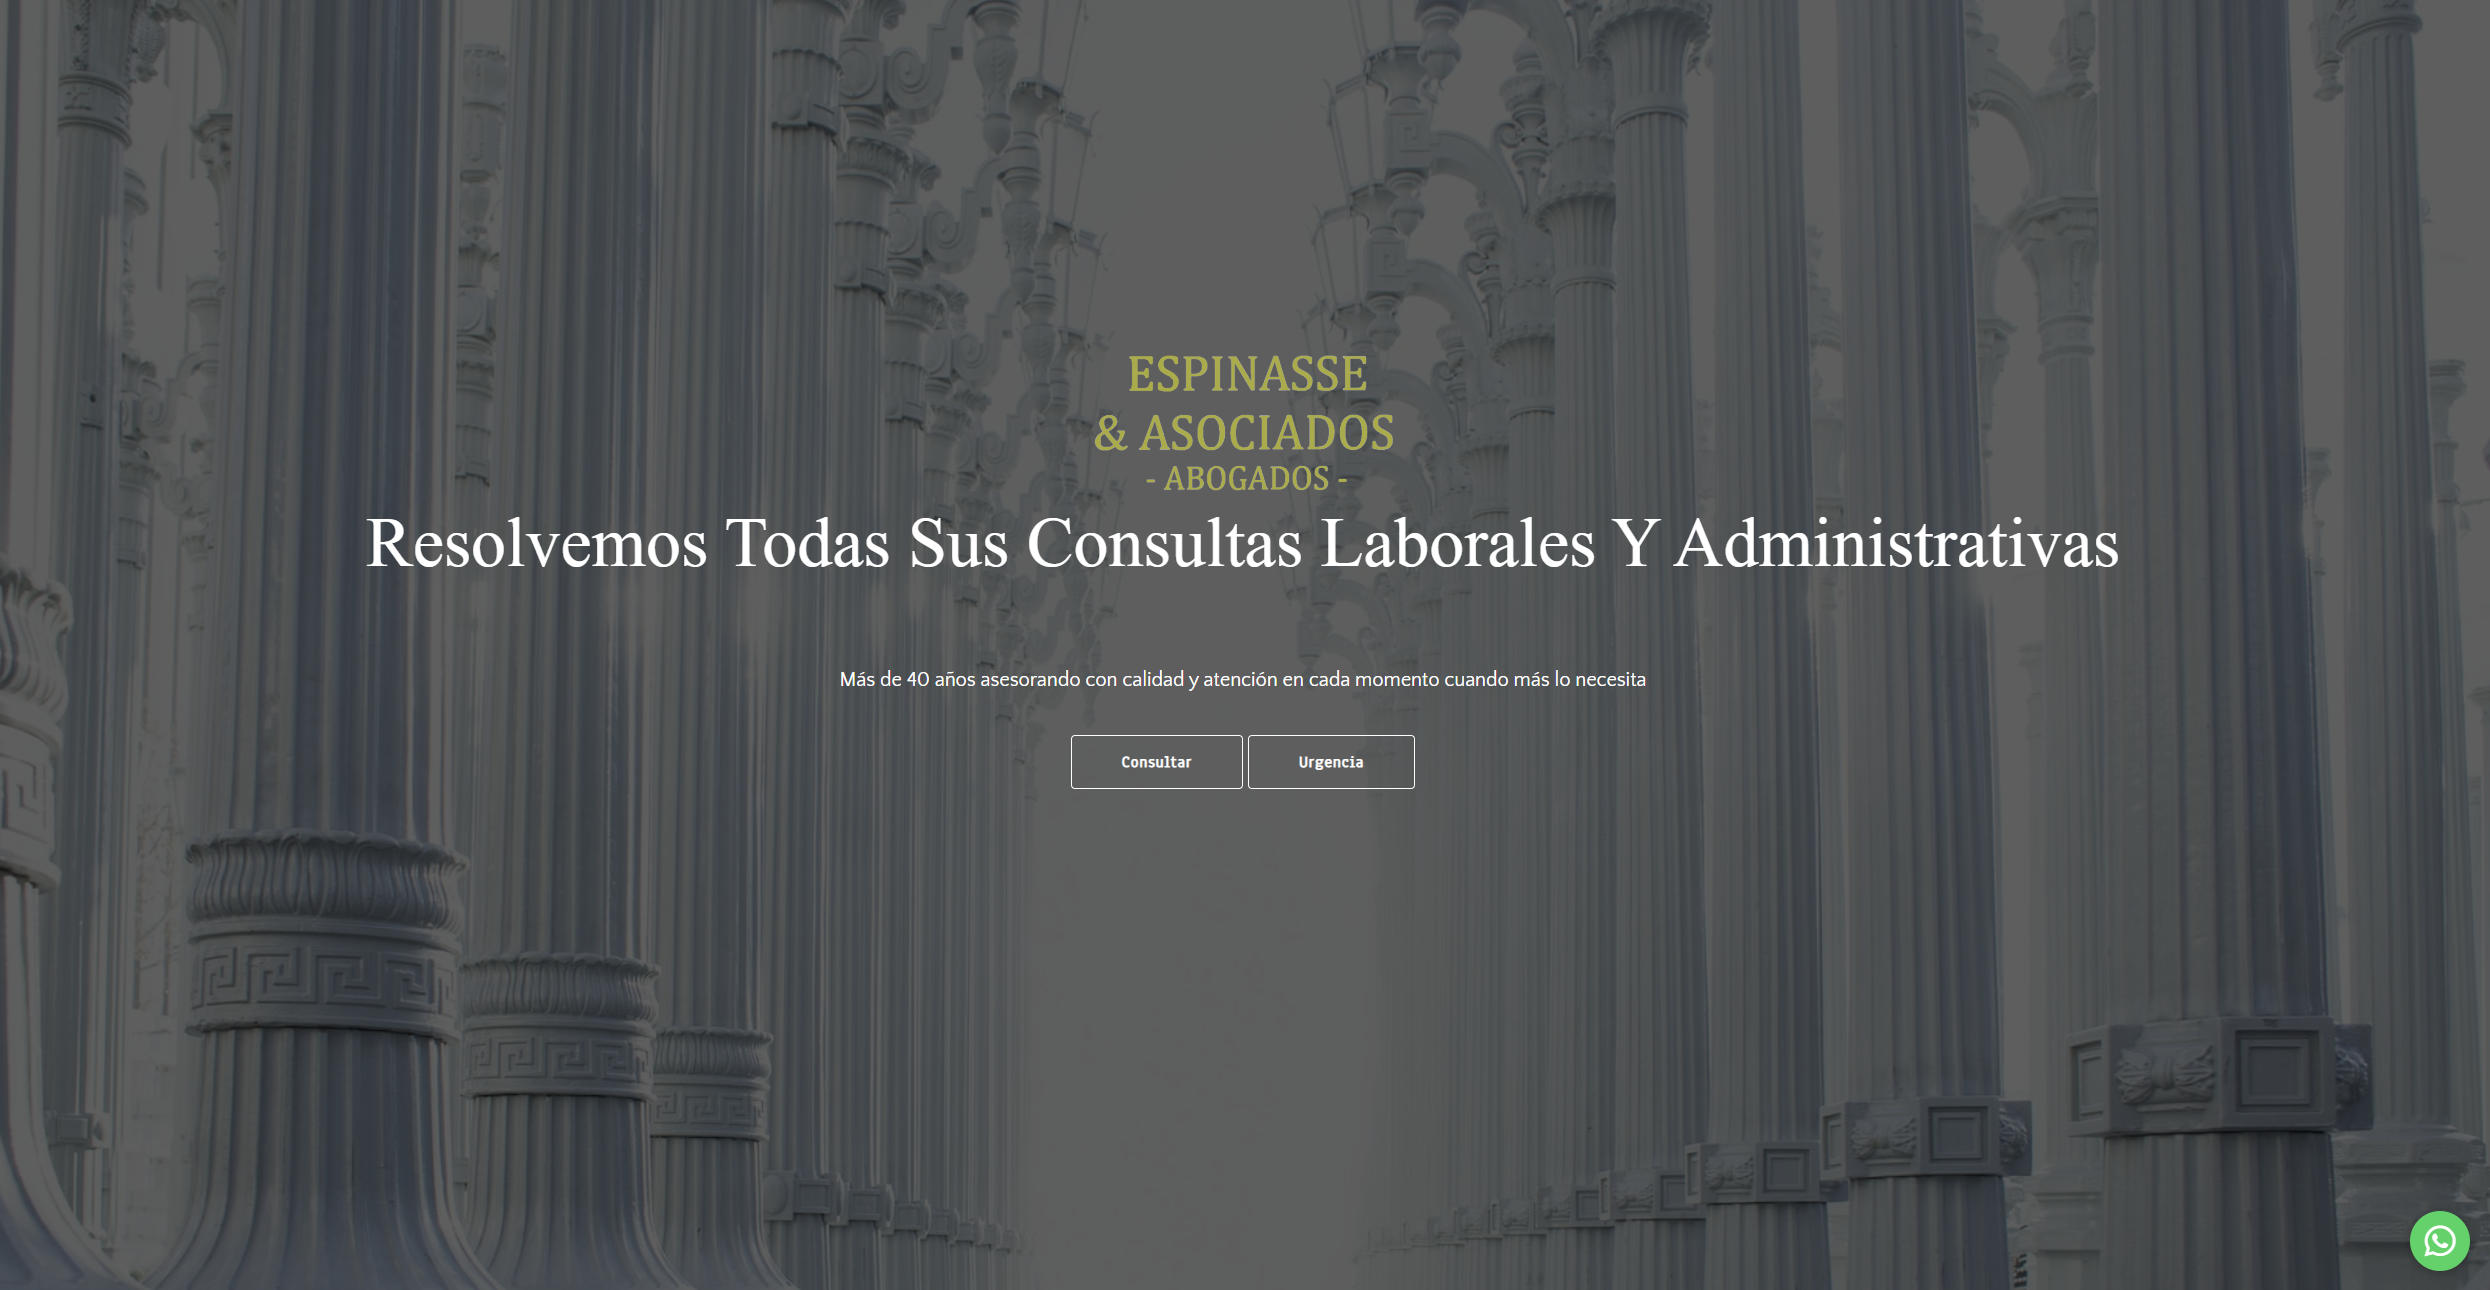 ESPINASSE
& ASOCIADOS
- ABOGADOS -
Resolvemos Todas Sus Consultas Laborales Y Administrativas
Más de 40 años asesorando con calidad y atención en cada momento cuando más lo necesita
Consultar
Urgencia